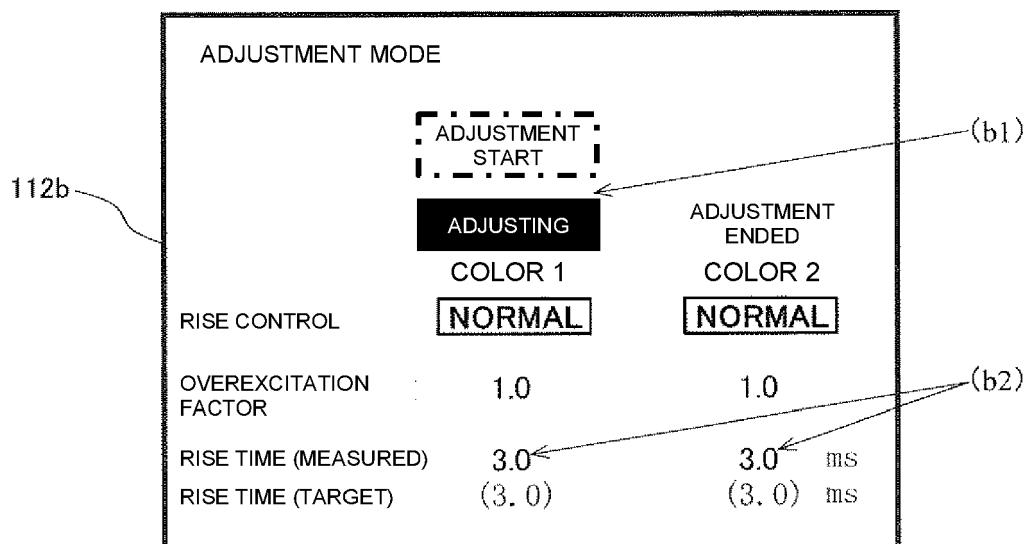 ADJUSTMENT MODE
ADJUSTMENT
START
(b1)
112b
ADJUSTING
ADJUSTMENT
ENDED
COLOR 1
COLOR 2
RISE CONTROL
NORMAL
NORMAL
OVEREXCITATION
FACTOR
1.0
1.0
(b2)
RISE TIME (MEASURED)
3.0
3.0 ms
RISE TIME (TARGET)
(3.0)
(3.0) ms